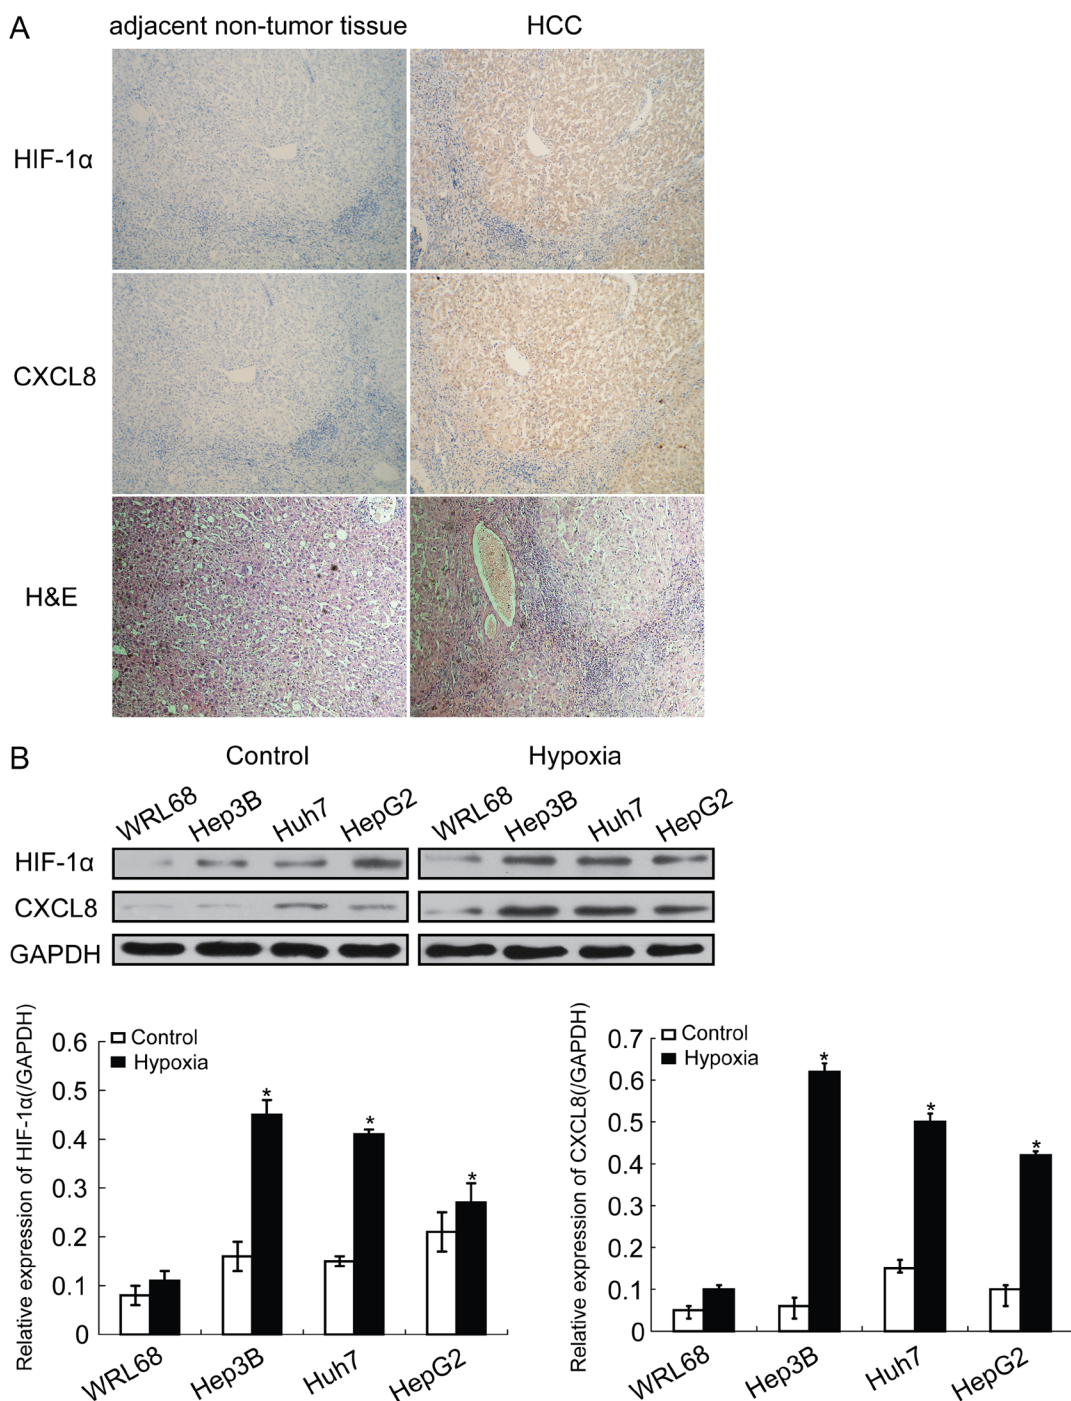 A
adjacent non-tumor tissue
HCC
HIF-1α
CXCL8
H&E
B
Control
Hypoxia
WRL68
Hep3B
Huh7
HepG2
WRL68
Hep3B
Huh7
HepG2
HIF-1α
CXCL8
GAPDH
Relative expression of HIF-1α(/GAPDH)
Control
Hypoxia
0.6
0.5
0.4
0.3
0.2
0.1
0
*
*
*
WRL68
Hep3B
Huh7
HepG2
Relative expression of CXCL8(/GAPDH)
Control
Hypoxia
0.7
0.6
0.5
0.4
0.3
0.2
0.1
0
*
*
*
WRL68
Hep3B
Huh7
HepG2